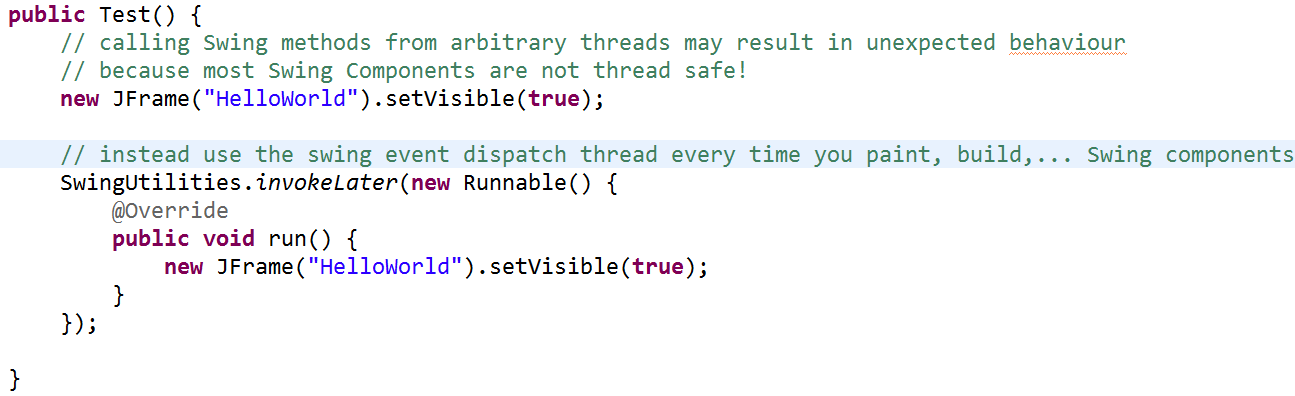 public Test() {
// calling Swing methods from arbitrary threads may result in unexpected behaviour
// because most Swing Components are not thread safe!
new JFrame("HelloWorld").setVisible(true);
// instead use the swing event dispatch thread every time you paint, build,... Swing components
SwingUtilities.invokeLater(new Runnable() {
@Override
public void run() {
new JFrame("HelloWorld").setVisible(true);
}
});
}